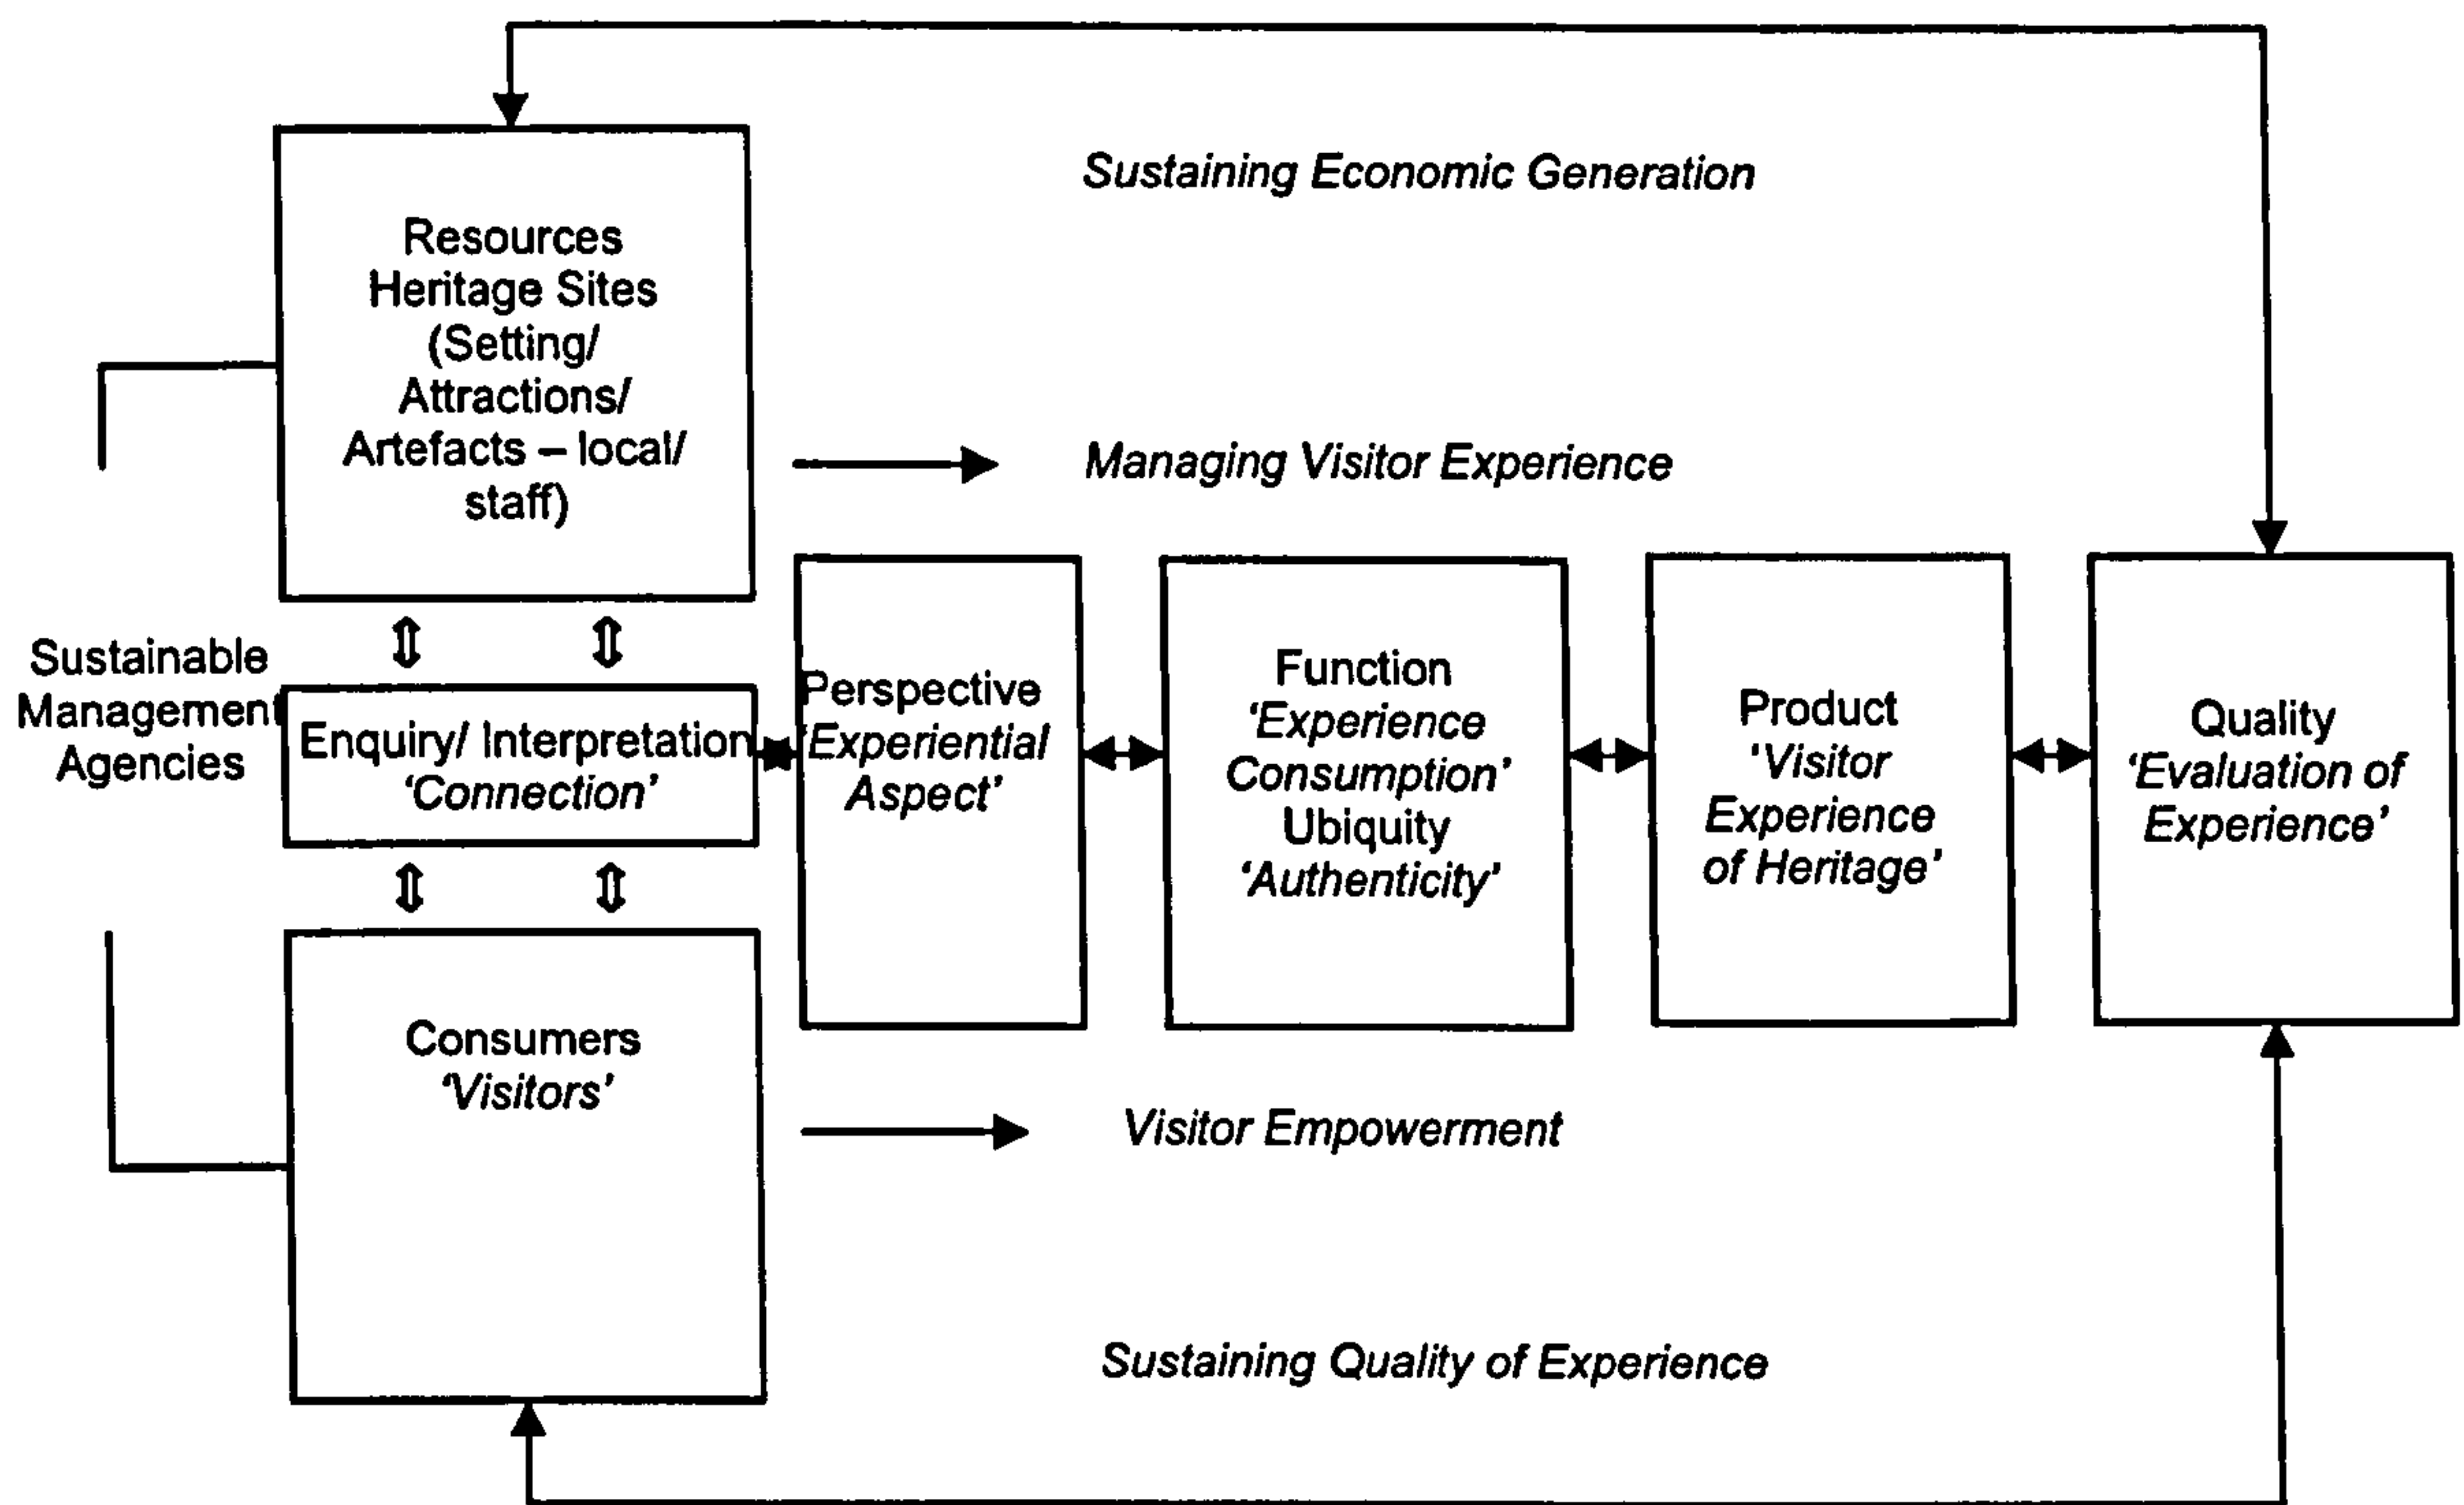 Sustaining Economic Generation
Resources
Heritage Sites
(Setting/
Attractions/
Artefacts – local/
staff)
Managing Visitor Experience
Sustainable
Management
Agencies
Enquiry/ Interpretation
‘Connection’
Perspective
‘Experiential
Aspect’
Function
‘Experience
Consumption’
Ubiquity
‘Authenticity’
Product
‘Visitor
Experience
of Heritage’
Quality
‘Evaluation of
Experience’
Consumers
‘Visitors’
Visitor Empowerment
Sustaining Quality of Experience